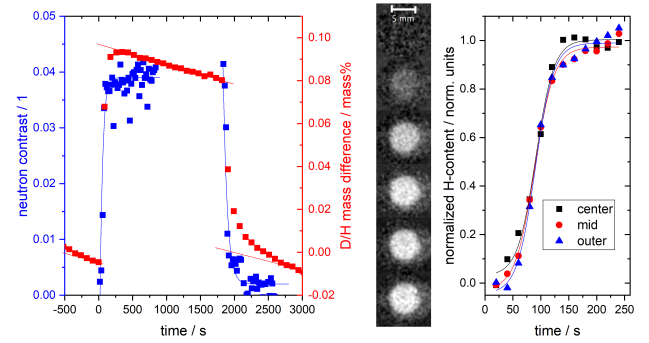 neutron contrast / 1
0.05
0.04
0.03
0.02
0.01
0.00
-500 0 500 1000 1500 2000 2500 3000
time / s
0.10
0.08
0.06
0.04
0.02
0.00
-0.02
D/H mass difference / mass%
5 mm
normalized H-content / norm. units
1.0
0.8
0.6
0.4
0.2
0.0
center
mid
outer
0 50 100 150 200 250
time / s